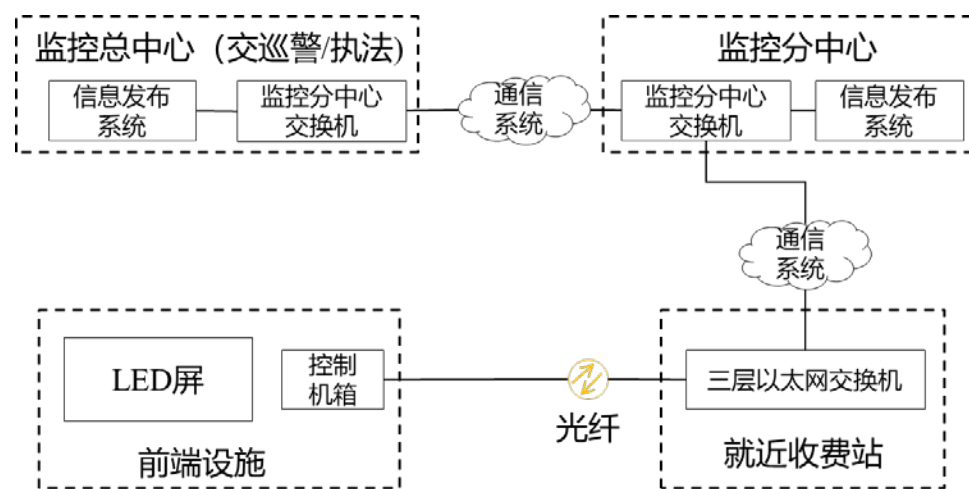 监控总中心（交巡警/执法)
信息发布
系统
监控分中心
交换机
通信
系统
监控分中心
监控分中心
交换机
信息发布
系统
通信
系统
LED屏
控制
机箱
前端设施
光纤
三层以太网交换机
就近收费站